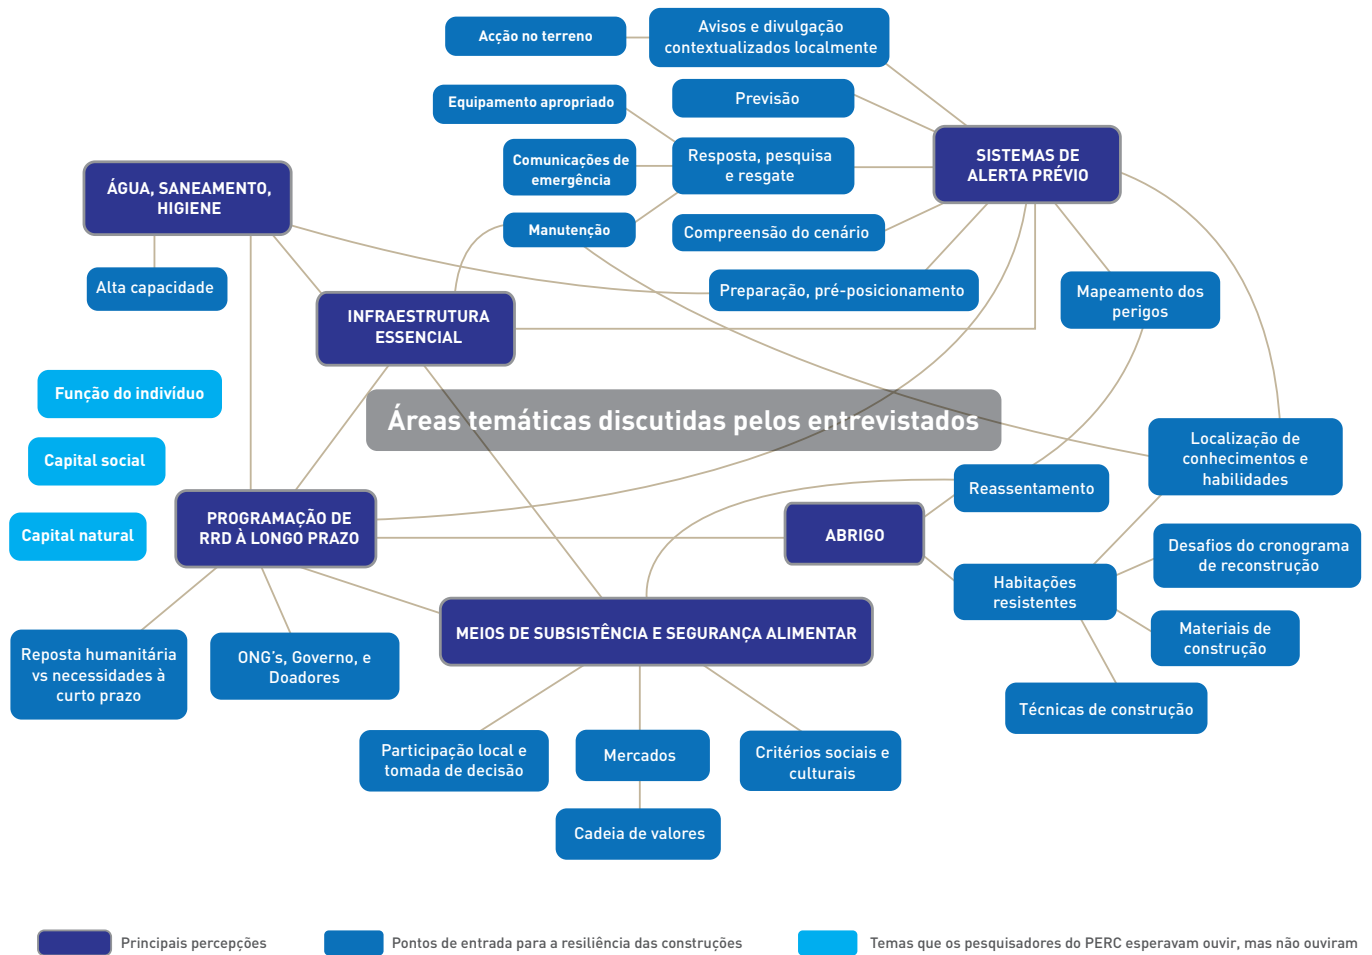 Acção no terreno
Avisos e divulgação
contextualizados localmente
Equipamento apropriado
Previsão
Comunicações de
emergência
Resposta, pesquisa
e resgate
SISTEMAS DE
ALERTA PRÉVIO
ÁGUA, SANEAMENTO,
HIGIENE
Manutenção
Compreensão do cenário
Alta capacidade
Preparação, pré-posicionamento
Mapeamento dos
perigos
INFRAESTRUTURA
ESSENCIAL
Função do indivíduo
Áreas temáticas discutidas pelos entrevistados
Capital social
Localização de
conhecimentos e
habilidades
Reassentamento
Capital natural
PROGRAMAÇÃO DE
RRD À LONGO PRAZO
ABRIGO
Desafios do cronograma
de reconstrução
Habitações
resistentes
MEIOS DE SUBSISTÊNCIA E SEGURANÇA ALIMENTAR
Materiais de
construção
Reposta humanitária
vs necessidades à
curto prazo
ONG's, Governo, e
Doadores
Técnicas de construção
Participação local e
tomada de decisão
Mercados
Critérios sociais e
culturais
Cadeia de valores
Principais percepções
Pontos de entrada para a resiliência das construções
Temas que os pesquisadores do PERC esperavam ouvir, mas não ouviram